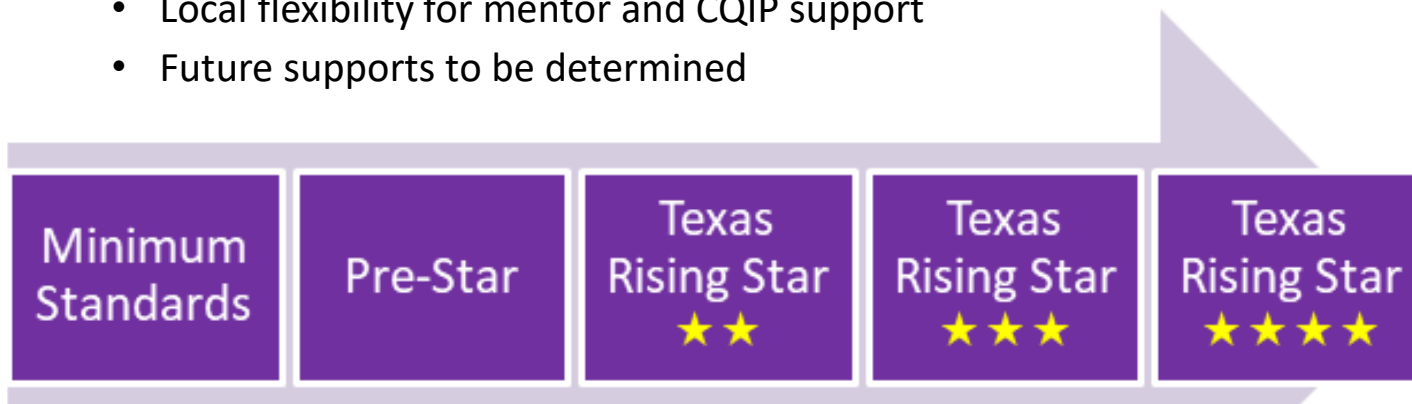 • Local flexibility for mentor and CQIP support
• Future supports to be determined
Minimum
Standards
Pre-Star
Texas
Rising Star
★★
Texas
Rising Star
★★★
Texas
Rising Star
★★★★